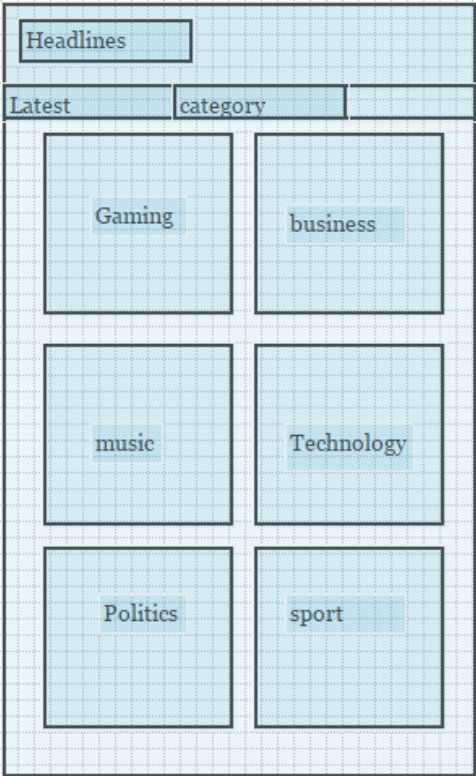 Headlines
Latest
category
Gaming
business
music
Technology
Politics
sport